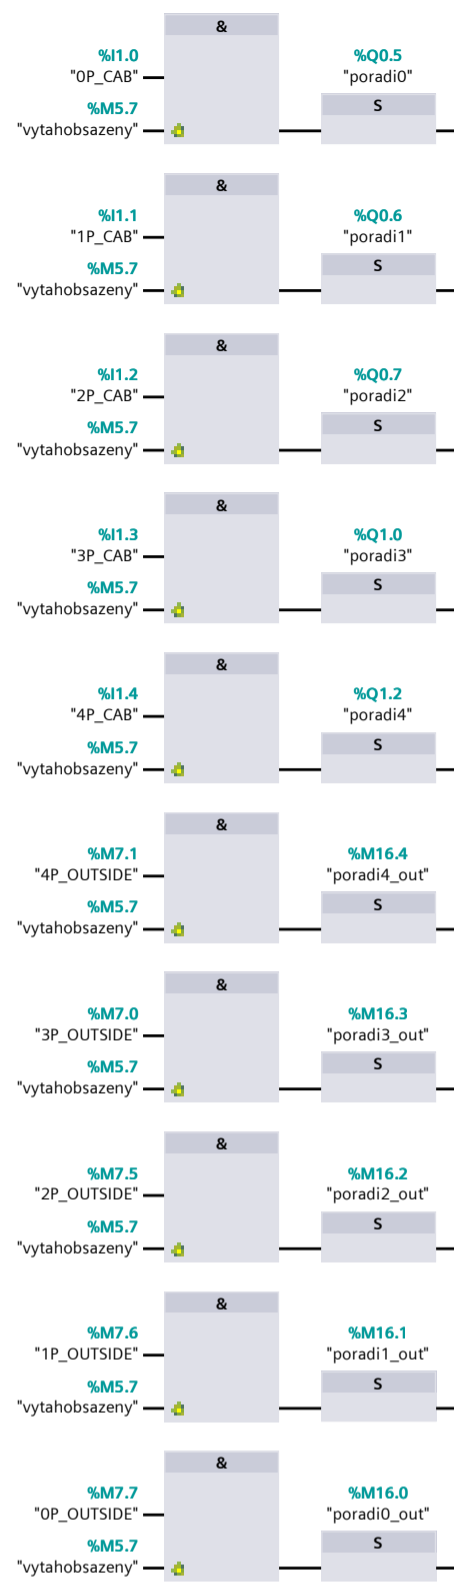 &
%I1.0
"0P_CAB"
%Q0.5
"poradi0"
%M5.7
"vytahobsazeny"
S
&
%I1.1
"1P_CAB"
%Q0.6
"poradi1"
%M5.7
"vytahobsazeny"
S
&
%I1.2
"2P_CAB"
%Q0.7
"poradi2"
%M5.7
"vytahobsazeny"
S
&
%I1.3
"3P_CAB"
%Q1.0
"poradi3"
%M5.7
"vytahobsazeny"
S
&
%I1.4
"4P_CAB"
%Q1.2
"poradi4"
%M5.7
"vytahobsazeny"
S
&
%M7.1
"4P_OUTSIDE"
%M16.4
"poradi4_out"
%M5.7
"vytahobsazeny"
S
&
%M7.0
"3P_OUTSIDE"
%M16.3
"poradi3_out"
%M5.7
"vytahobsazeny"
S
&
%M7.5
"2P_OUTSIDE"
%M16.2
"poradi2_out"
%M5.7
"vytahobsazeny"
S
&
%M7.6
"1P_OUTSIDE"
%M16.1
"poradi1_out"
%M5.7
"vytahobsazeny"
S
&
%M7.7
"0P_OUTSIDE"
%M16.0
"poradi0_out"
%M5.7
"vytahobsazeny"
S